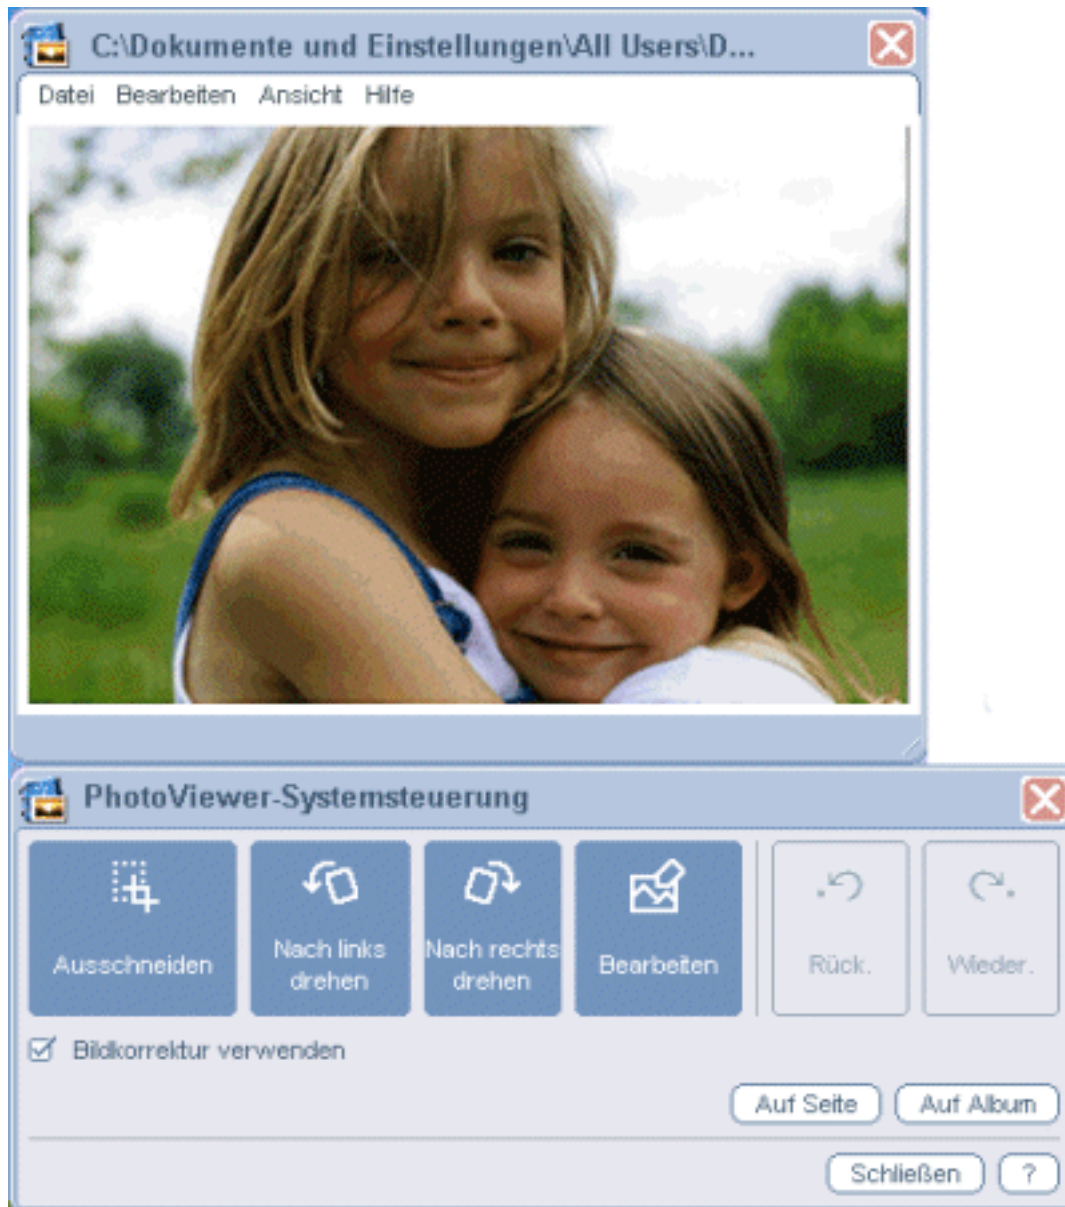 C:\Dokumente und Einstellungen\All Users\D...
Datei Bearbeiten Ansicht Hilfe
PhotoViewer-Systemsteuerung
Ausschneiden
Nach links
drehen
Nach rechts
drehen
Bearbeiten
Rück.
Wieder.
Bildkorrektur verwenden
Auf Seite
Auf Album
Schließen
?